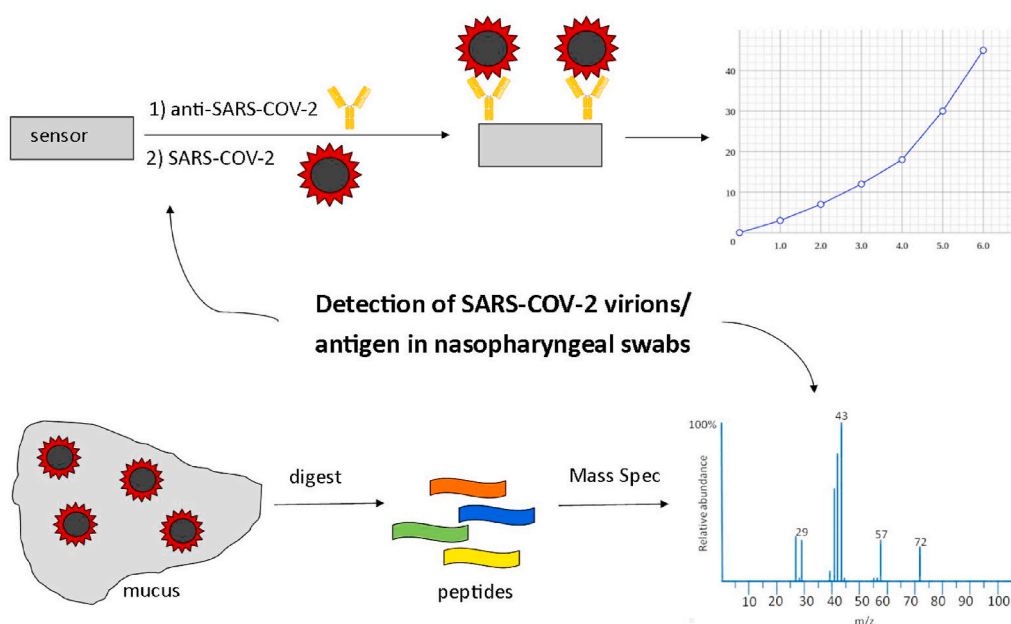 sensor
1) anti-SARS-COV-2
2) SARS-COV-2
40
30
20
10
0
1.0 2.0 3.0 4.0 5.0 6.0
Detection of SARS-COV-2 virions/
antigen in nasopharyngeal swabs
mucus
digest
peptides
Mass Spec
100%
Relative abundance
43
29
57
72
10 20 30 40 50 60 70 80 90 100
m/z